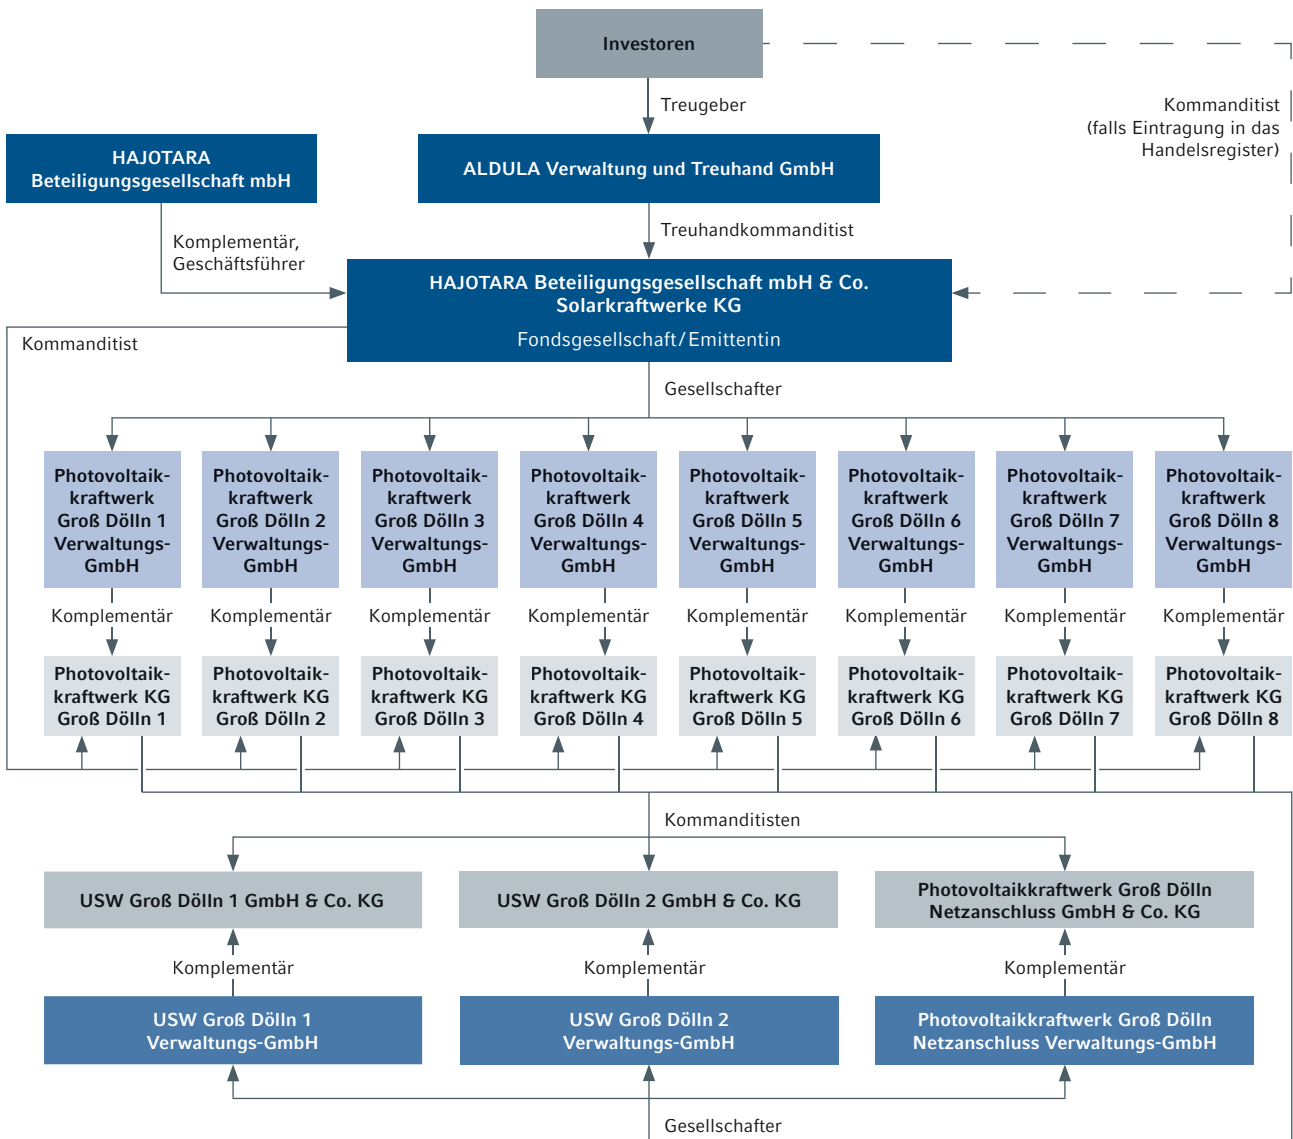 Investoren
Treugeber
Kommanditist
(falls Eintragung in das
Handelsregister)
HAJOTARA
Beteiligungsgesellschaft mbH
ALDULA Verwaltung und Treuhand GmbH
Komplementär,
Geschäftsführer
Treuhandkommanditist
HAJOTARA Beteiligungsgesellschaft mbH & Co.
Solarkraftwerke KG
Fondsgesellschaft/Emittentin
Kommanditist
Gesellschafter
Photovoltaik-
kraftwerk
Groß Dölln 1
Verwaltungs-
GmbH
Photovoltaik-
kraftwerk
Groß Dölln 2
Verwaltungs-
GmbH
Photovoltaik-
kraftwerk
Groß Dölln 3
Verwaltungs-
GmbH
Photovoltaik-
kraftwerk
Groß Dölln 4
Verwaltungs-
GmbH
Photovoltaik-
kraftwerk
Groß Dölln 5
Verwaltungs-
GmbH
Photovoltaik-
kraftwerk
Groß Dölln 6
Verwaltungs-
GmbH
Photovoltaik-
kraftwerk
Groß Dölln 7
Verwaltungs-
GmbH
Photovoltaik-
kraftwerk
Groß Dölln 8
Verwaltungs-
GmbH
Komplementär
Komplementär
Komplementär
Komplementär
Komplementär
Komplementär
Komplementär
Komplementär
Photovoltaik-
kraftwerk KG
Groß Dölln 1
Photovoltaik-
kraftwerk KG
Groß Dölln 2
Photovoltaik-
kraftwerk KG
Groß Dölln 3
Photovoltaik-
kraftwerk KG
Groß Dölln 4
Photovoltaik-
kraftwerk KG
Groß Dölln 5
Photovoltaik-
kraftwerk KG
Groß Dölln 6
Photovoltaik-
kraftwerk KG
Groß Dölln 7
Photovoltaik-
kraftwerk KG
Groß Dölln 8
Kommanditisten
USW Groß Dölln 1 GmbH & Co. KG
USW Groß Dölln 2 GmbH & Co. KG
Photovoltaikkraftwerk Groß Dölln
Netzanschluss GmbH & Co. KG
Komplementär
Komplementär
Komplementär
USW Groß Dölln 1
Verwaltungs-GmbH
USW Groß Dölln 2
Verwaltungs-GmbH
Photovoltaikkraftwerk Groß Dölln
Netzanschluss Verwaltungs-GmbH
Gesellschafter